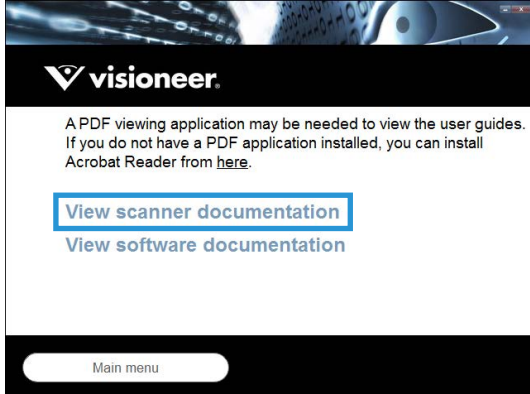 visioneer®
A PDF viewing application may be needed to view the user guides.
If you do not have a PDF application installed, you can install
Acrobat Reader from here.
View scanner documentation
View software documentation
Main menu